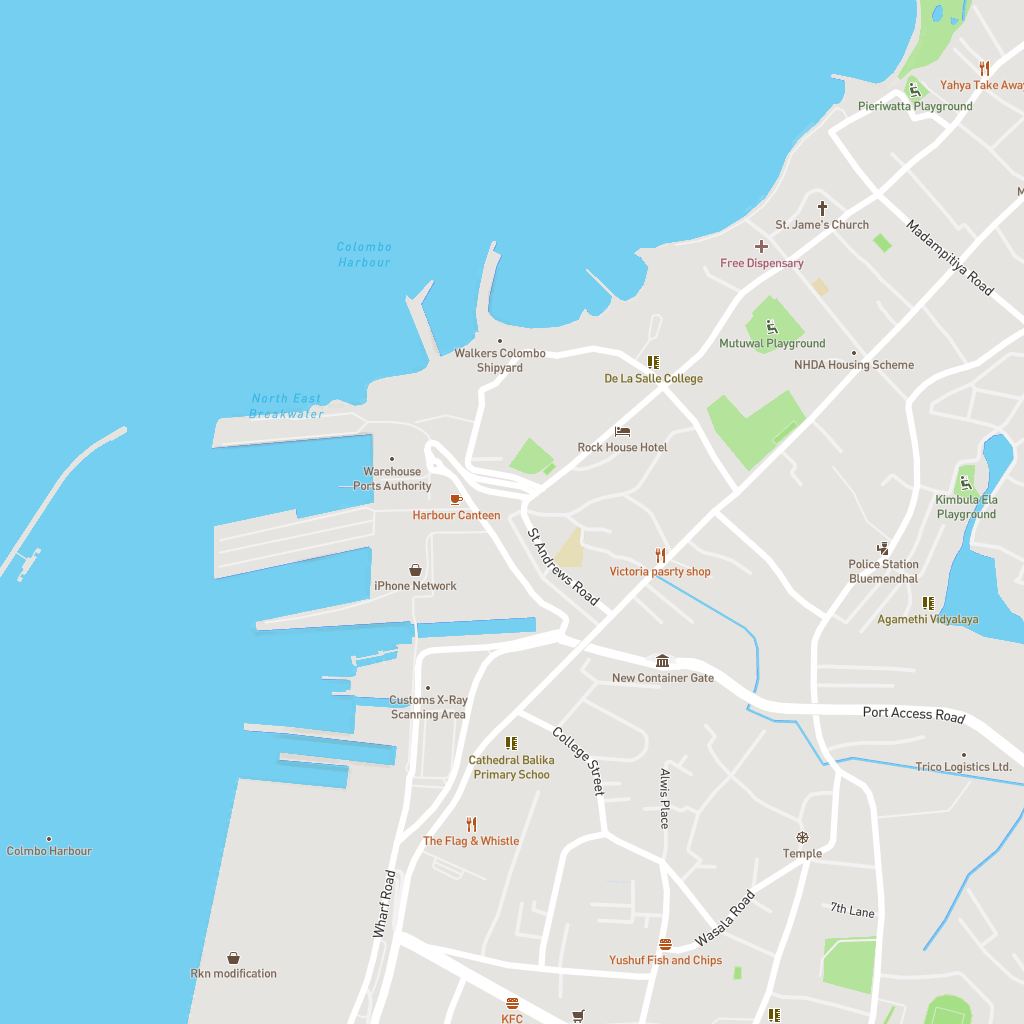 Yahya Take Away
Pieriwatta Playground
St. Jame's Church
Madampitiya Road
Colombo
Harbour
Free Dispensary
Mutuwal Playground
Walkers Colombo
Shipyard
NHDA Housing Scheme
De La Salle College
North East
Breakwater
Rock House Hotel
Warehouse
Ports Authority
Kimbula Ela
Playground
Harbour Canteen
St Andrews Road
Victoria pasrty shop
Police Station
Bluemendhal
iPhone Network
Agamethi Vidyalaya
New Container Gate
Customs X-Ray
Scanning Area
Port Access Road
College Street
Cathedral Balika
Primary Schoo
Trico Logistics Ltd.
Alwis Place
The Flag & Whistle
Colmbo Harbour
Temple
Wharf Road
7th Lane
Wasala Road
Yushuf Fish and Chips
Rkn modification
KFC